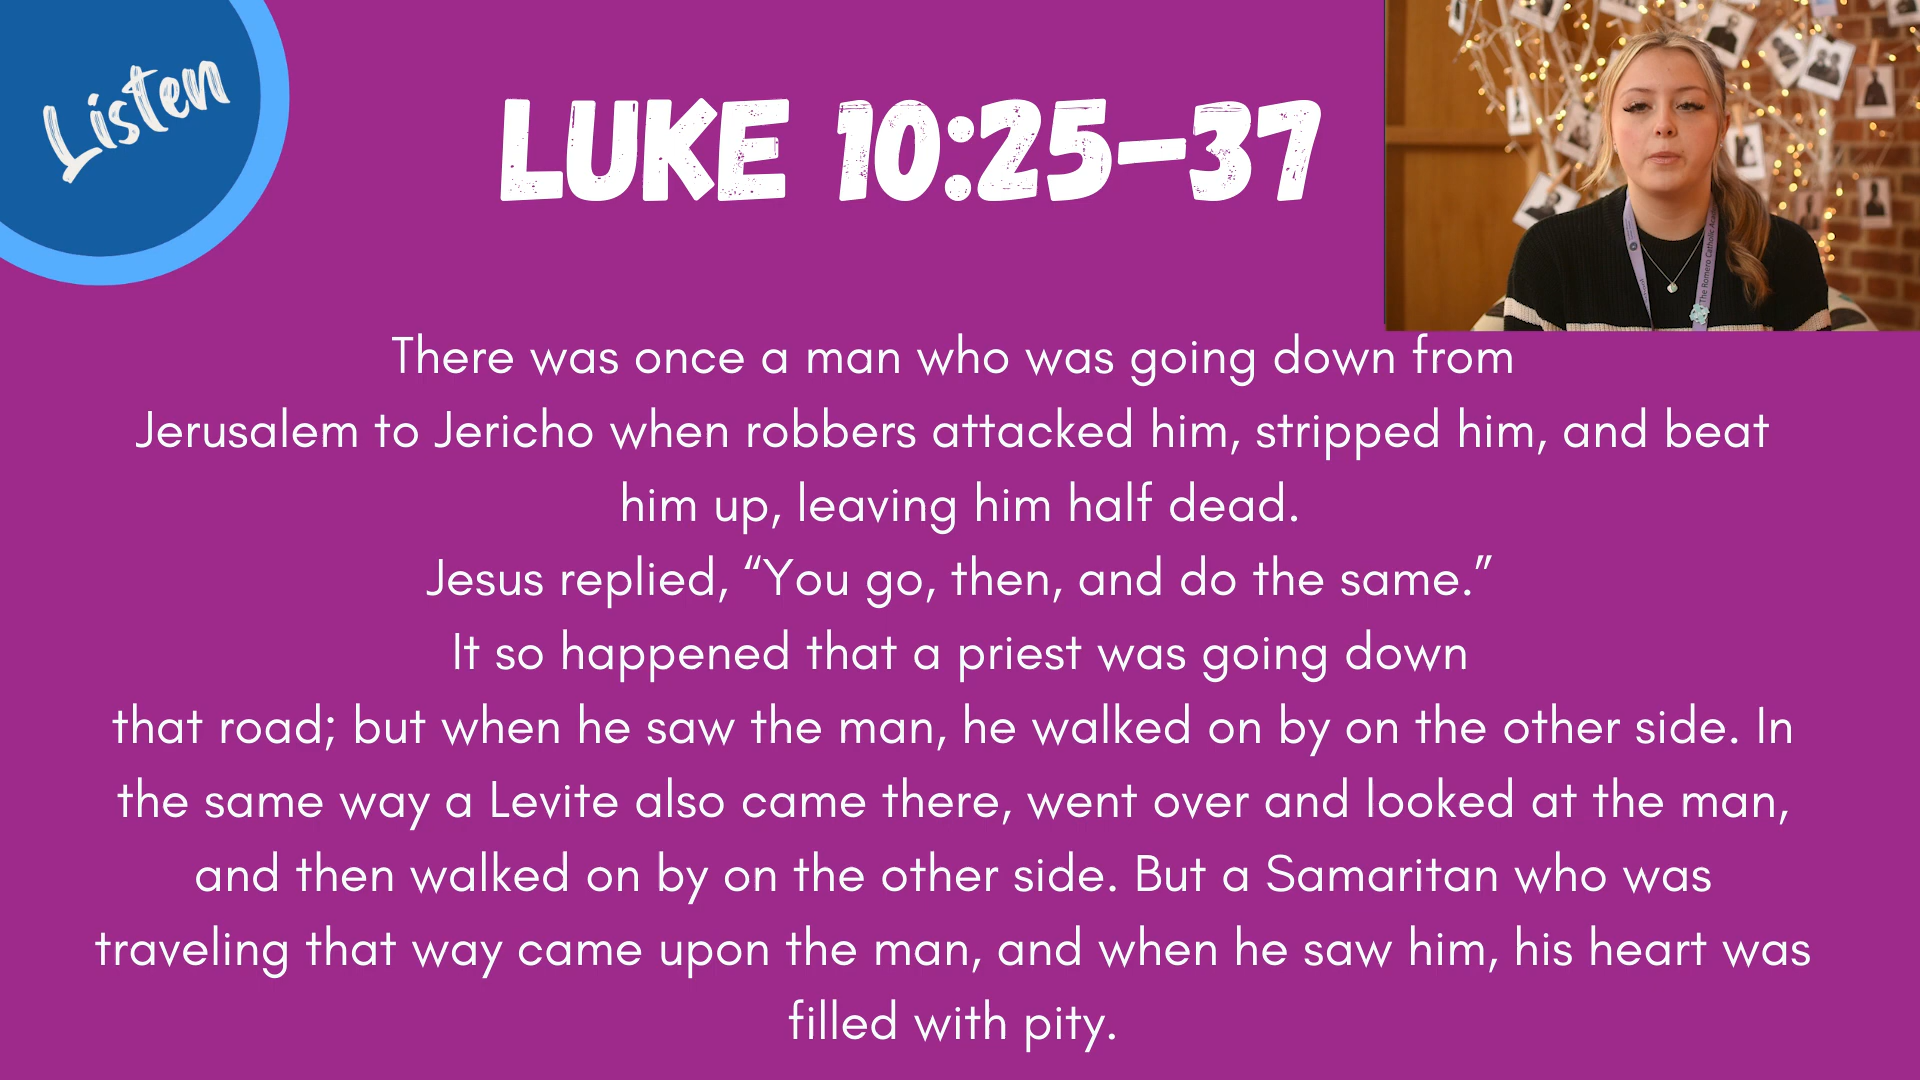 Listen
LUKE 10:25–37
The Romero Catholic Aca
There was once a man who was going down from
Jerusalem to Jericho when robbers attacked him, stripped him, and beat
him up, leaving him half dead.
Jesus replied, “You go, then, and do the same.”
It so happened that a priest was going down
that road; but when he saw the man, he walked on by on the other side. In
the same way a Levite also came there, went over and looked at the man,
and then walked on by on the other side. But a Samaritan who was
traveling that way came upon the man, and when he saw him, his heart was
filled with pity.